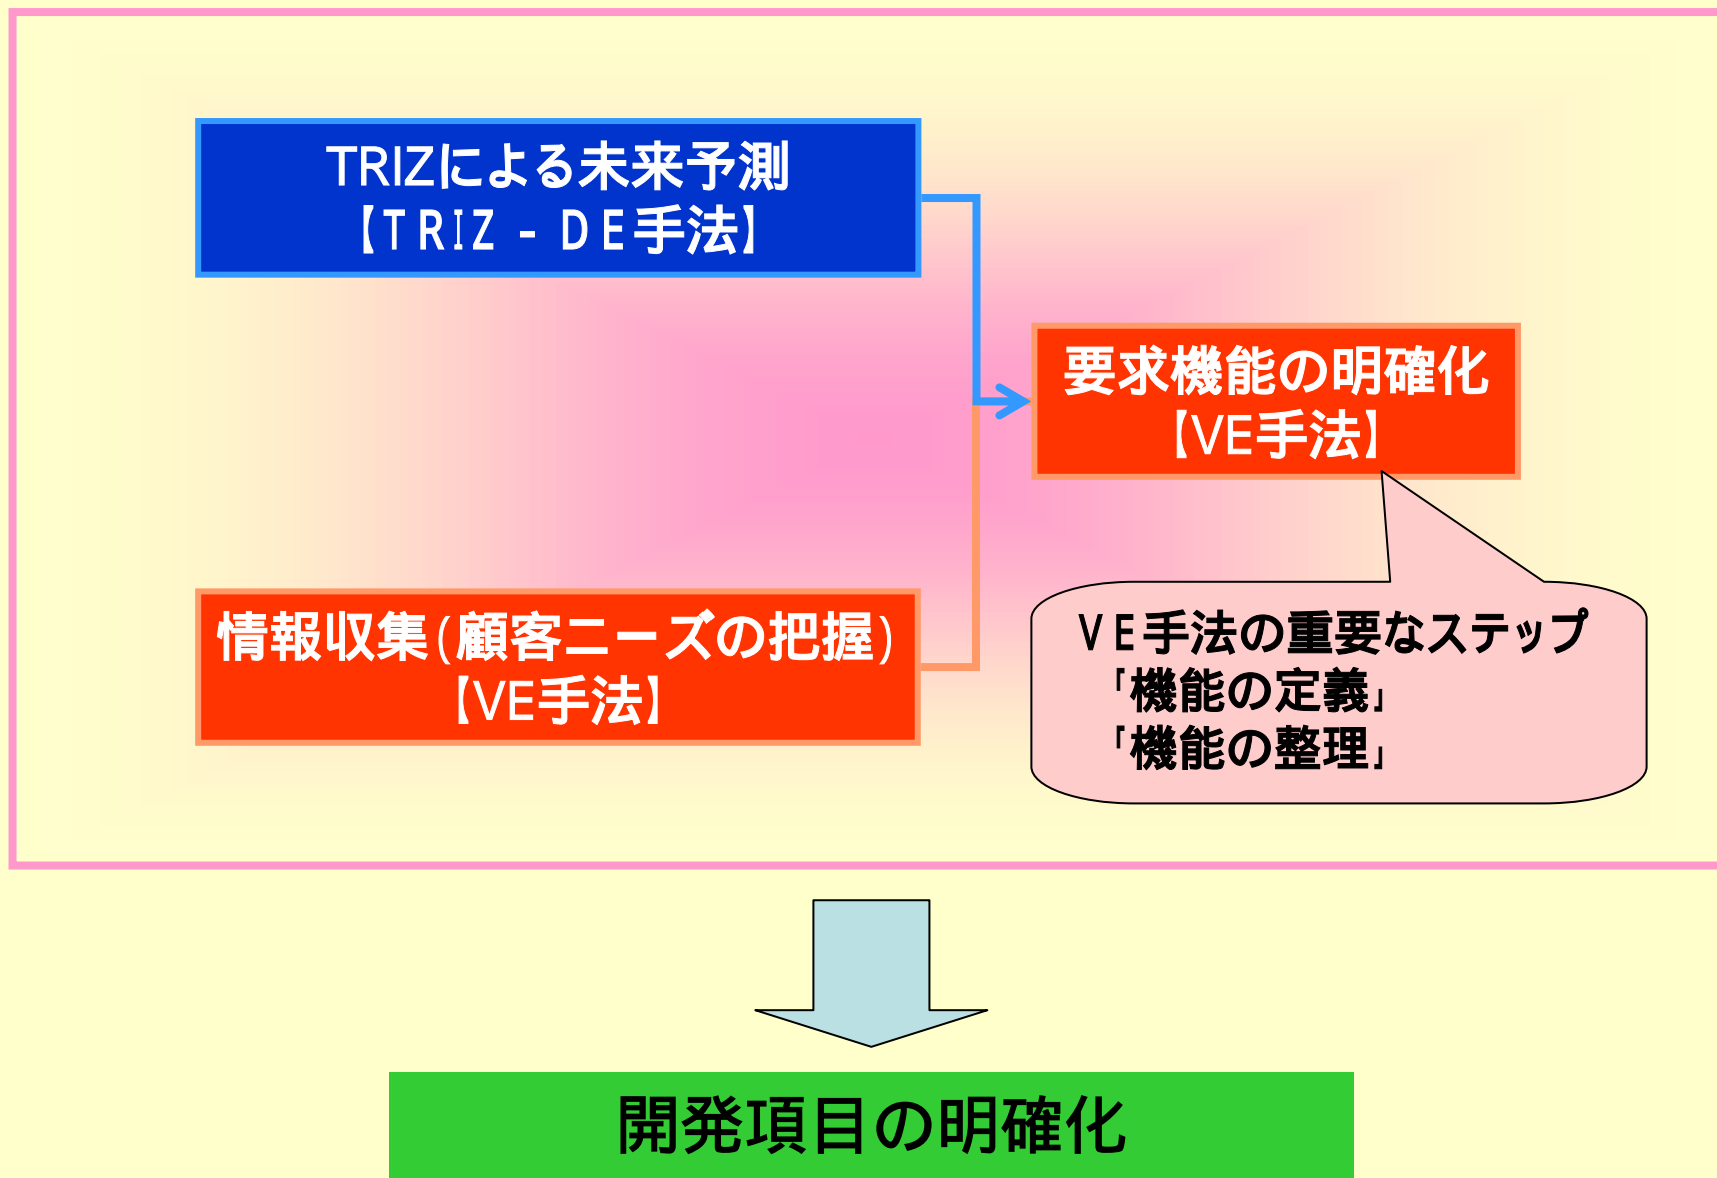 TRIZによる未来予測
【TRIZ-DE手法】
要求機能の明確化
【VE手法】
情報収集(顧客ニーズの把握)
【VE手法】
VE手法の重要なステップ
「機能の定義」
「機能の整理」
開発項目の明確化